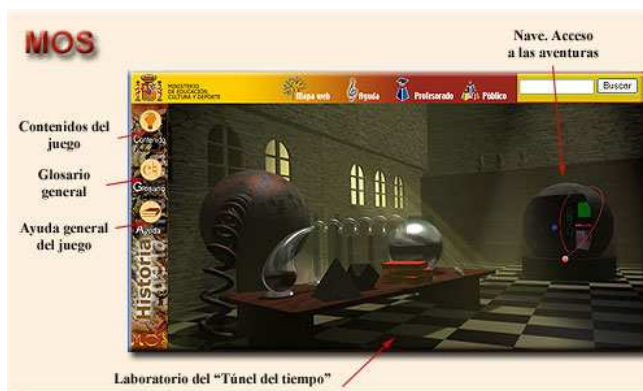 MOS
Nave. Acceso
a las aventuras
MINISTERIO
DE EDUCACIÓN,
CULTURA Y DEPORTE
Mapa web
Ayuda
Profesorado
Público
Buscar
Contenidos del
juego
Contenido
Glosario
general
Glosario
Ayuda general
del juego
Ayuda
Historia
Laboratorio del “Túnel del tiempo”